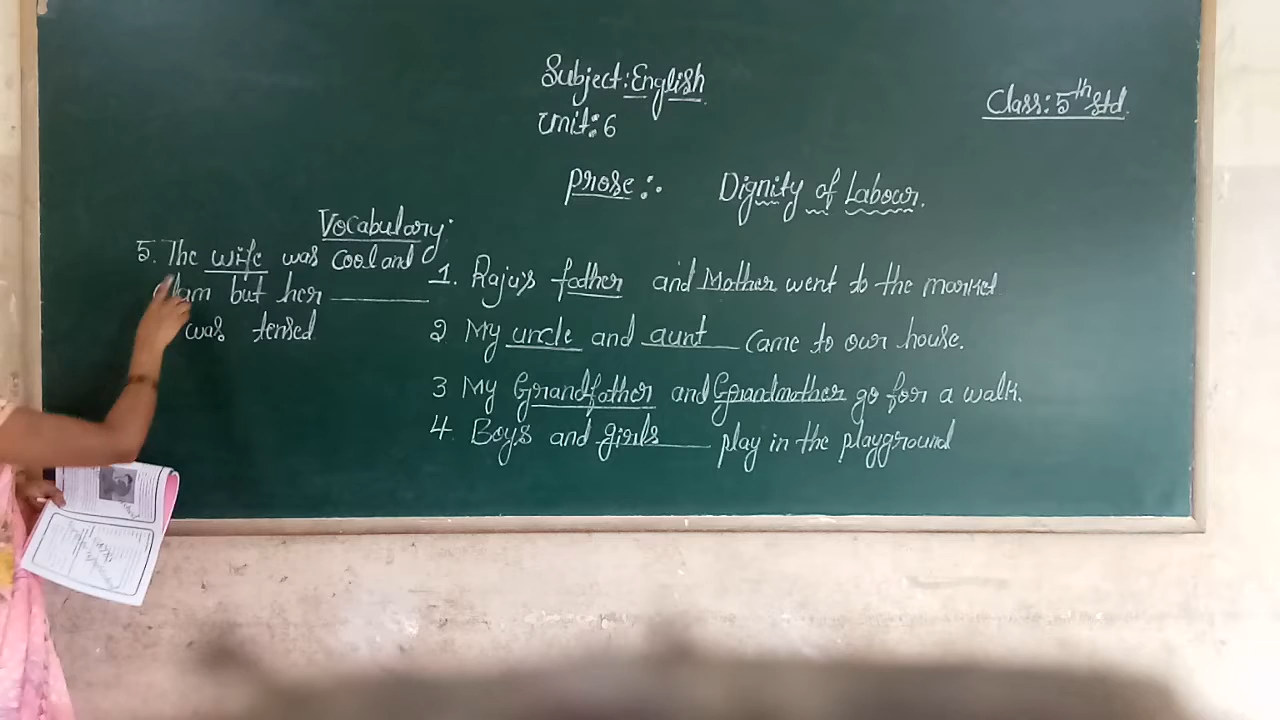 Subject: English
Unit: 6
Class: 5th Std.
Prose :. Dignity of Labour.
Vocabulary
5. The wife was cool and
calam but her ______
was tensed
1. Raju's father and Mother went to the market
2 My uncle and aunt ___ came to our house.
3 My Grandfather and Grandmother go for a walk.
4. Boys and girls ___ play in the playground